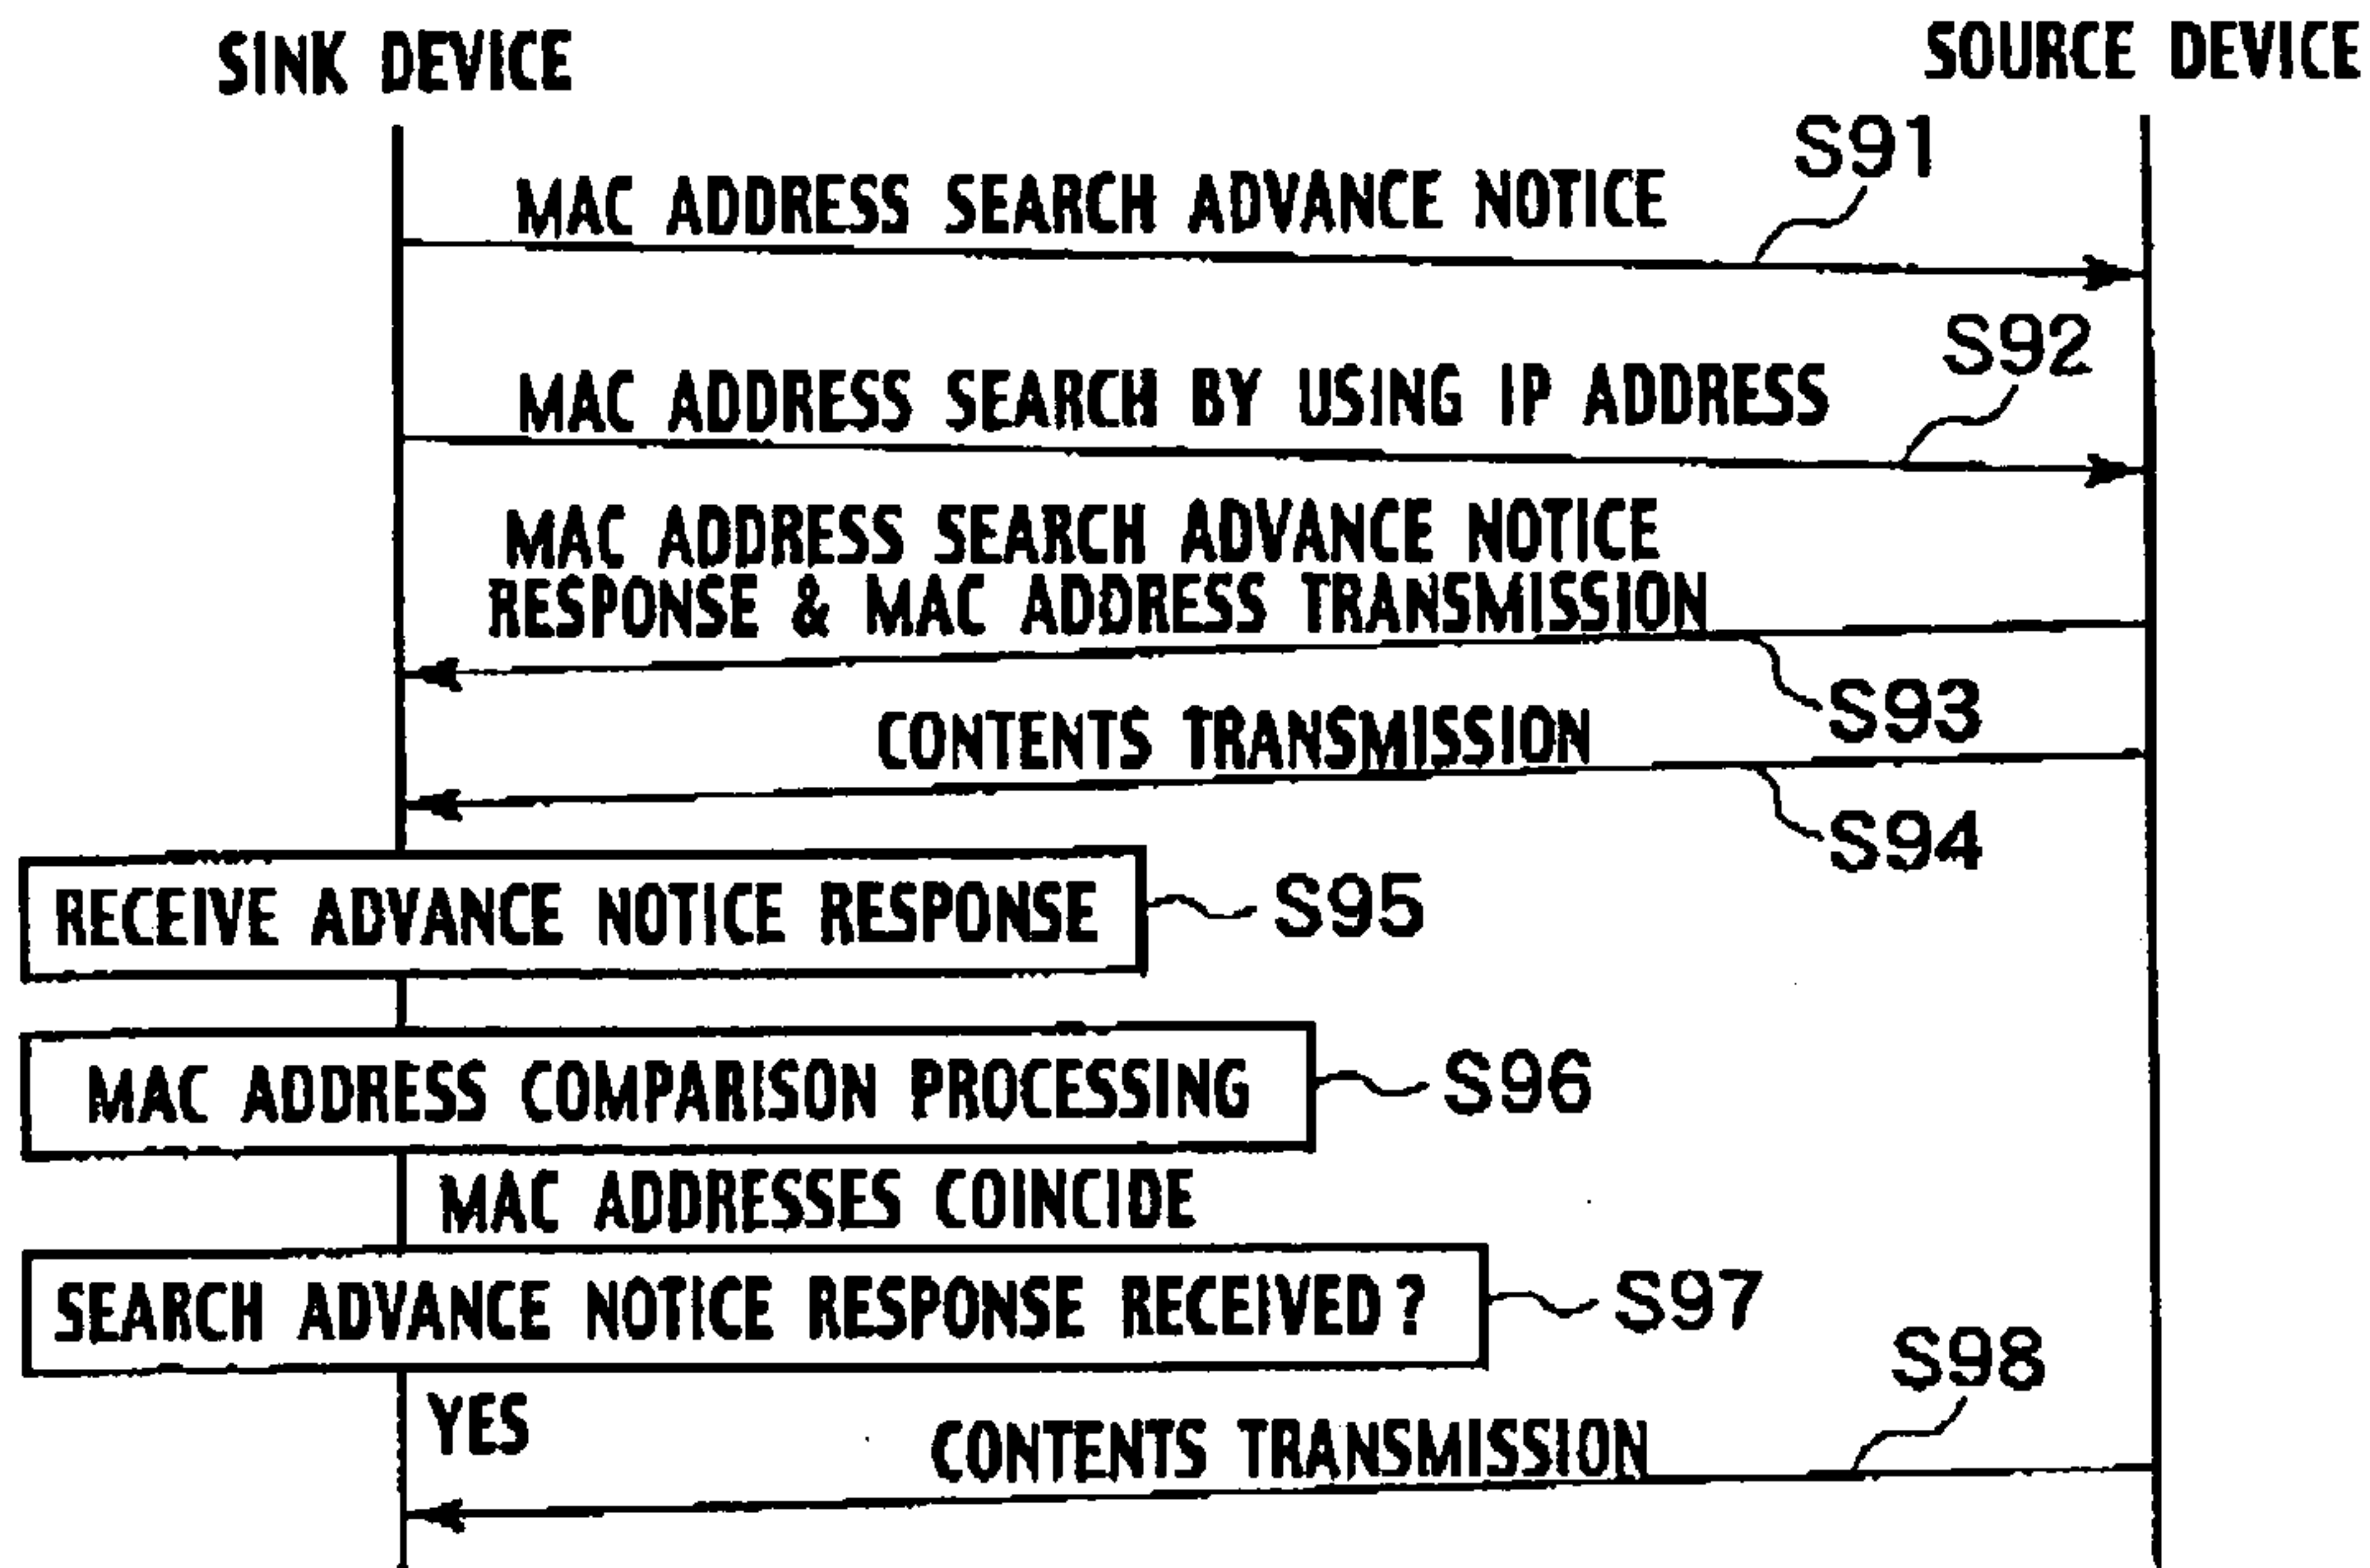 SINK DEVICE
SOURCE DEVICE
S91
MAC ADDRESS SEARCH ADVANCE NOTICE
S92
MAC ADDRESS SEARCH BY USING IP ADDRESS
MAC ADDRESS SEARCH ADVANCE NOTICE
RESPONSE & MAC ADDRESS TRANSMISSION
S93
CONTENTS TRANSMISSION
S94
RECEIVE ADVANCE NOTICE RESPONSE
S95
MAC ADDRESS COMPARISON PROCESSING
S96
MAC ADDRESSES COINCIDE
SEARCH ADVANCE NOTICE RESPONSE RECEIVED?
S97
S98
YES
CONTENTS TRANSMISSION